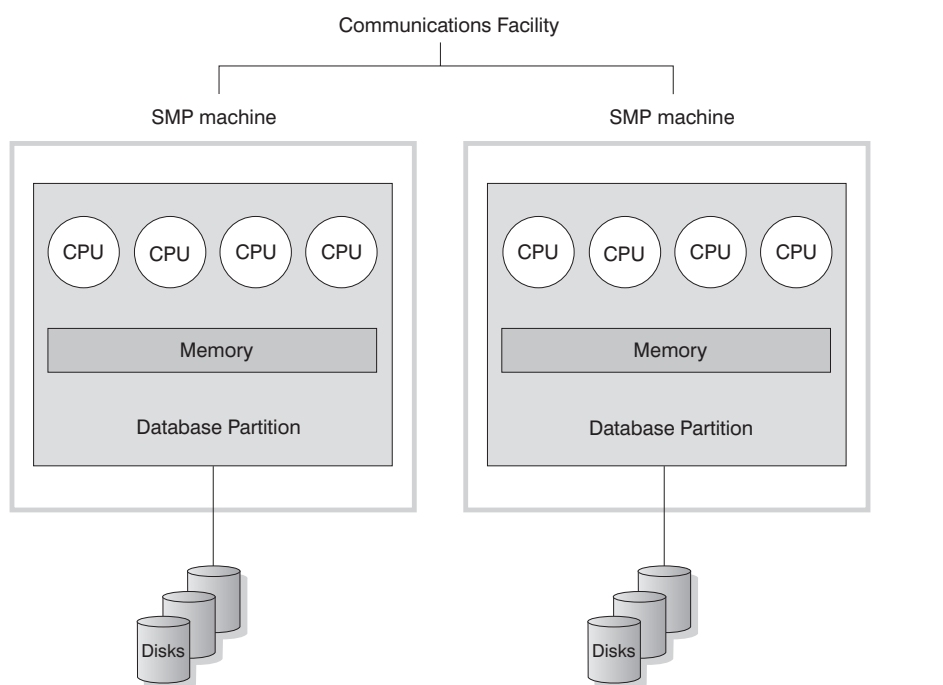 Communications Facility
SMP machine
SMP machine
CPU CPU CPU CPU
CPU CPU CPU CPU
Memory
Memory
Database Partition
Database Partition
Disks
Disks